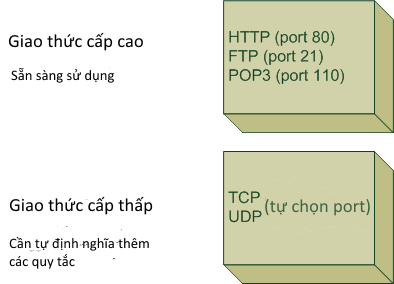 Giao thức cấp cao
Sẵn sàng sử dụng
HTTP (port 80)
FTP (port 21)
POP3 (port 110)
Giao thức cấp thấp
Cần tự định nghĩa thêm
các quy tắc
TCP
UDP
(tự chọn port)